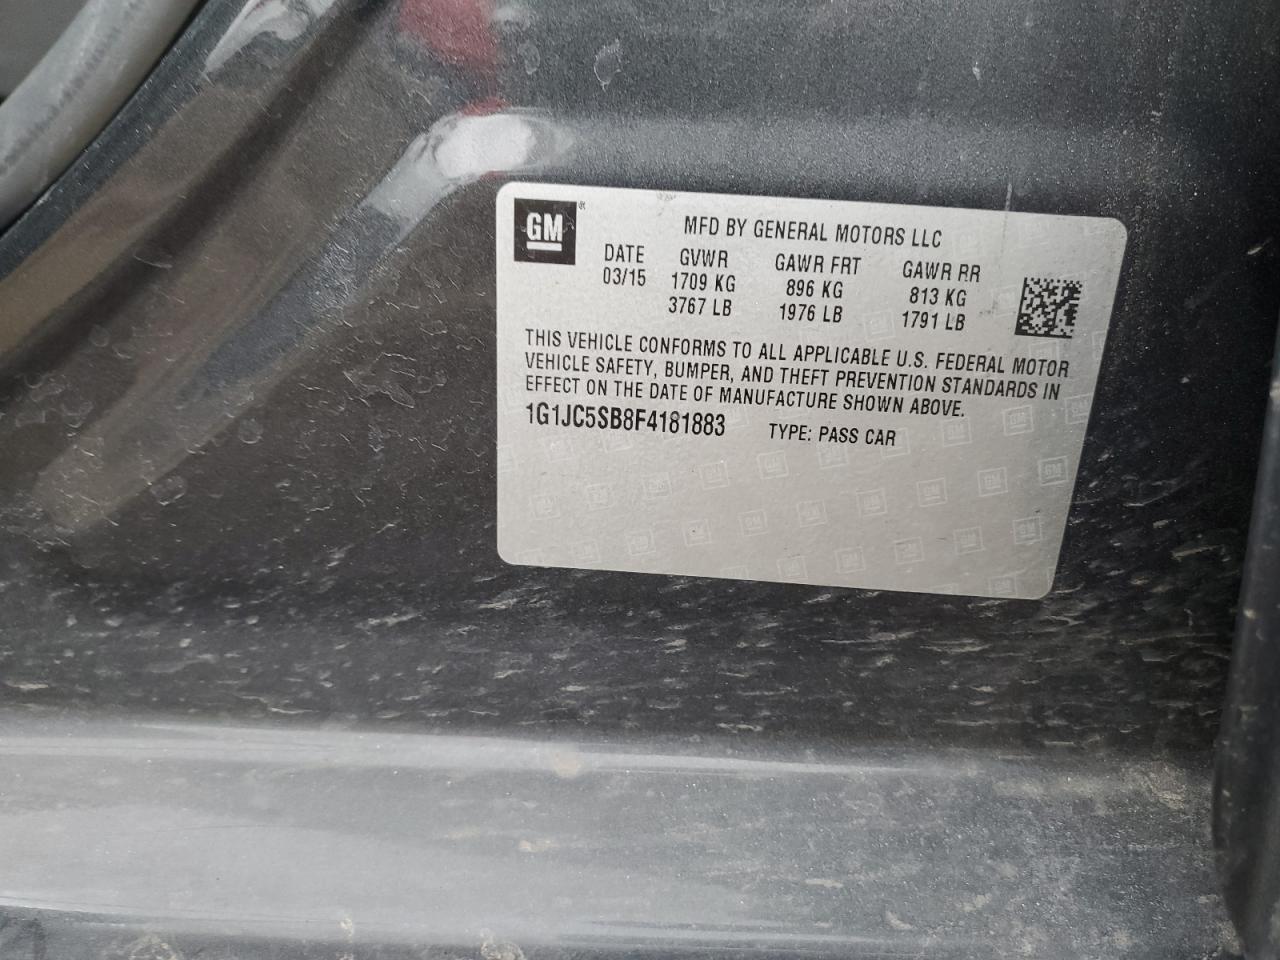 GM
MFD BY GENERAL MOTORS LLC
DATE GVWR GAWR FRT GAWR RR
03/15 1709 KG 896 KG 813 KG
3767 LB 1976 LB 1791 LB
THIS VEHICLE CONFORMS TO ALL APPLICABLE U.S. FEDERAL MOTOR
VEHICLE SAFETY, BUMPER, AND THEFT PREVENTION STANDARDS IN
EFFECT ON THE DATE OF MANUFACTURE SHOWN ABOVE.
1G1JC5SB8F4181883 TYPE: PASS CAR